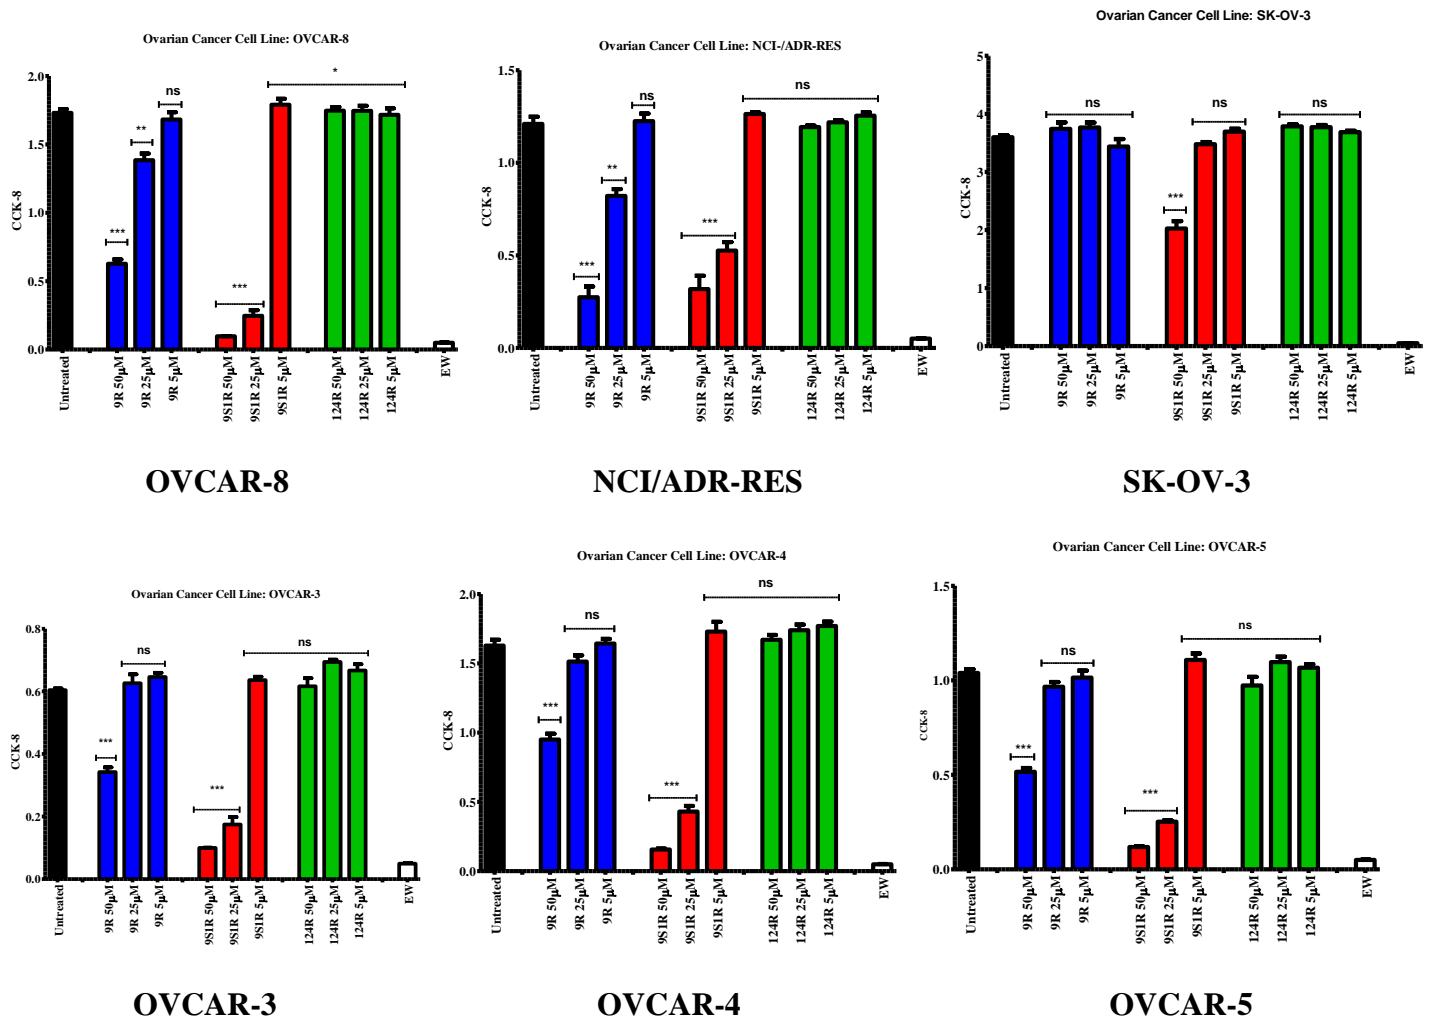 Ovarian Cancer Cell Line: OVCAR-8
2.0
1.5
1.0
0.5
0.0
CCK-8
***
**
ns
***
*
Untreated
9R 50μM
9R 25μM
9R 5μM
9S1R 50μM
9S1R 25μM
9S1R 5μM
124R 50μM
124R 25μM
124R 5μM
EW
OVCAR-8
Ovarian Cancer Cell Line: NCI-/ADR-RES
1.5
1.0
0.5
0.0
CCK-8
***
**
ns
***
ns
Untreated
9R 50μM
9R 25μM
9R 5μM
9S1R 50μM
9S1R 25μM
9S1R 5μM
124R 50μM
124R 25μM
124R 5μM
EW
NCI/ADR-RES
Ovarian Cancer Cell Line: SK-OV-3
5
4
3
2
1
0
CCK-8
ns
***
ns
ns
Untreated
9R 50μM
9R 25μM
9R 5μM
9S1R 50μM
9S1R 25μM
9S1R 5μM
124R 50μM
124R 25μM
124R 5μM
EW
SK-OV-3
Ovarian Cancer Cell Line: OVCAR-3
0.8
0.6
0.4
0.2
0.0
CCK-8
***
ns
***
ns
Untreated
9R 50μM
9R 25μM
9R 5μM
9S1R 50μM
9S1R 25μM
9S1R 5μM
124R 50μM
124R 25μM
124R 5μM
EW
OVCAR-3
Ovarian Cancer Cell Line: OVCAR-4
2.0
1.5
1.0
0.5
0.0
CCK-8
***
ns
***
ns
Untreated
9R 50μM
9R 25μM
9R 5μM
9S1R 50μM
9S1R 25μM
9S1R 5μM
124R 50μM
124R 25μM
124R 5μM
EW
OVCAR-4
Ovarian Cancer Cell Line: OVCAR-5
1.5
1.0
0.5
0.0
CCK-8
***
ns
***
ns
Untreated
9R 50μM
9R 25μM
9R 5μM
9S1R 50μM
9S1R 25μM
9S1R 5μM
124R 50μM
124R 25μM
124R 5μM
EW
OVCAR-5